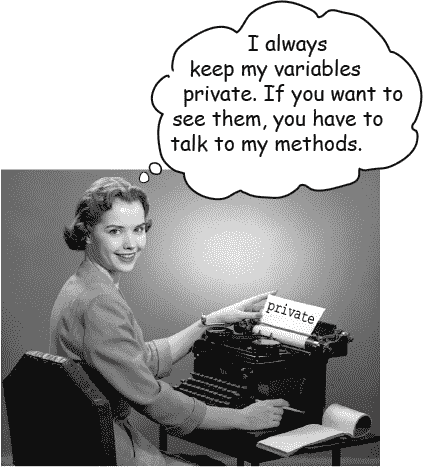 I always
keep my variables
private. If you want to
see them, you have to
talk to my methods.
private